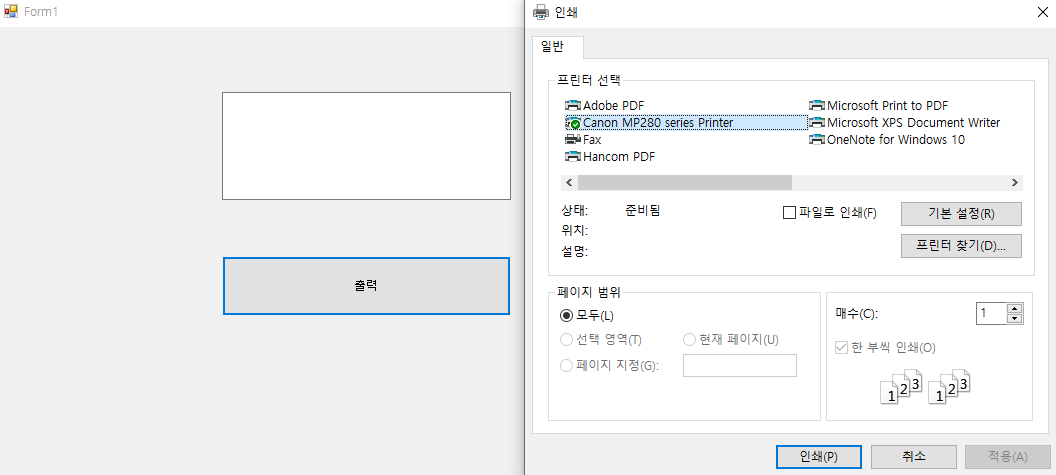 Form1
출력
인쇄
일반
프린터 선택
Adobe PDF
Canon MP280 series Printer
Fax
Hancom PDF
Microsoft Print to PDF
Microsoft XPS Document Writer
OneNote for Windows 10
상태: 준비됨
위치:
설명:
파일로 인쇄(F)
기본 설정(R)
프린터 찾기(D)...
페이지 범위
모두(L)
선택 영역(T) 현재 페이지(U)
페이지 지정(G):
매수(C): 1
한 부씩 인쇄(O)
1 2 3 1 2 3
인쇄(P) 취소 적용(A)